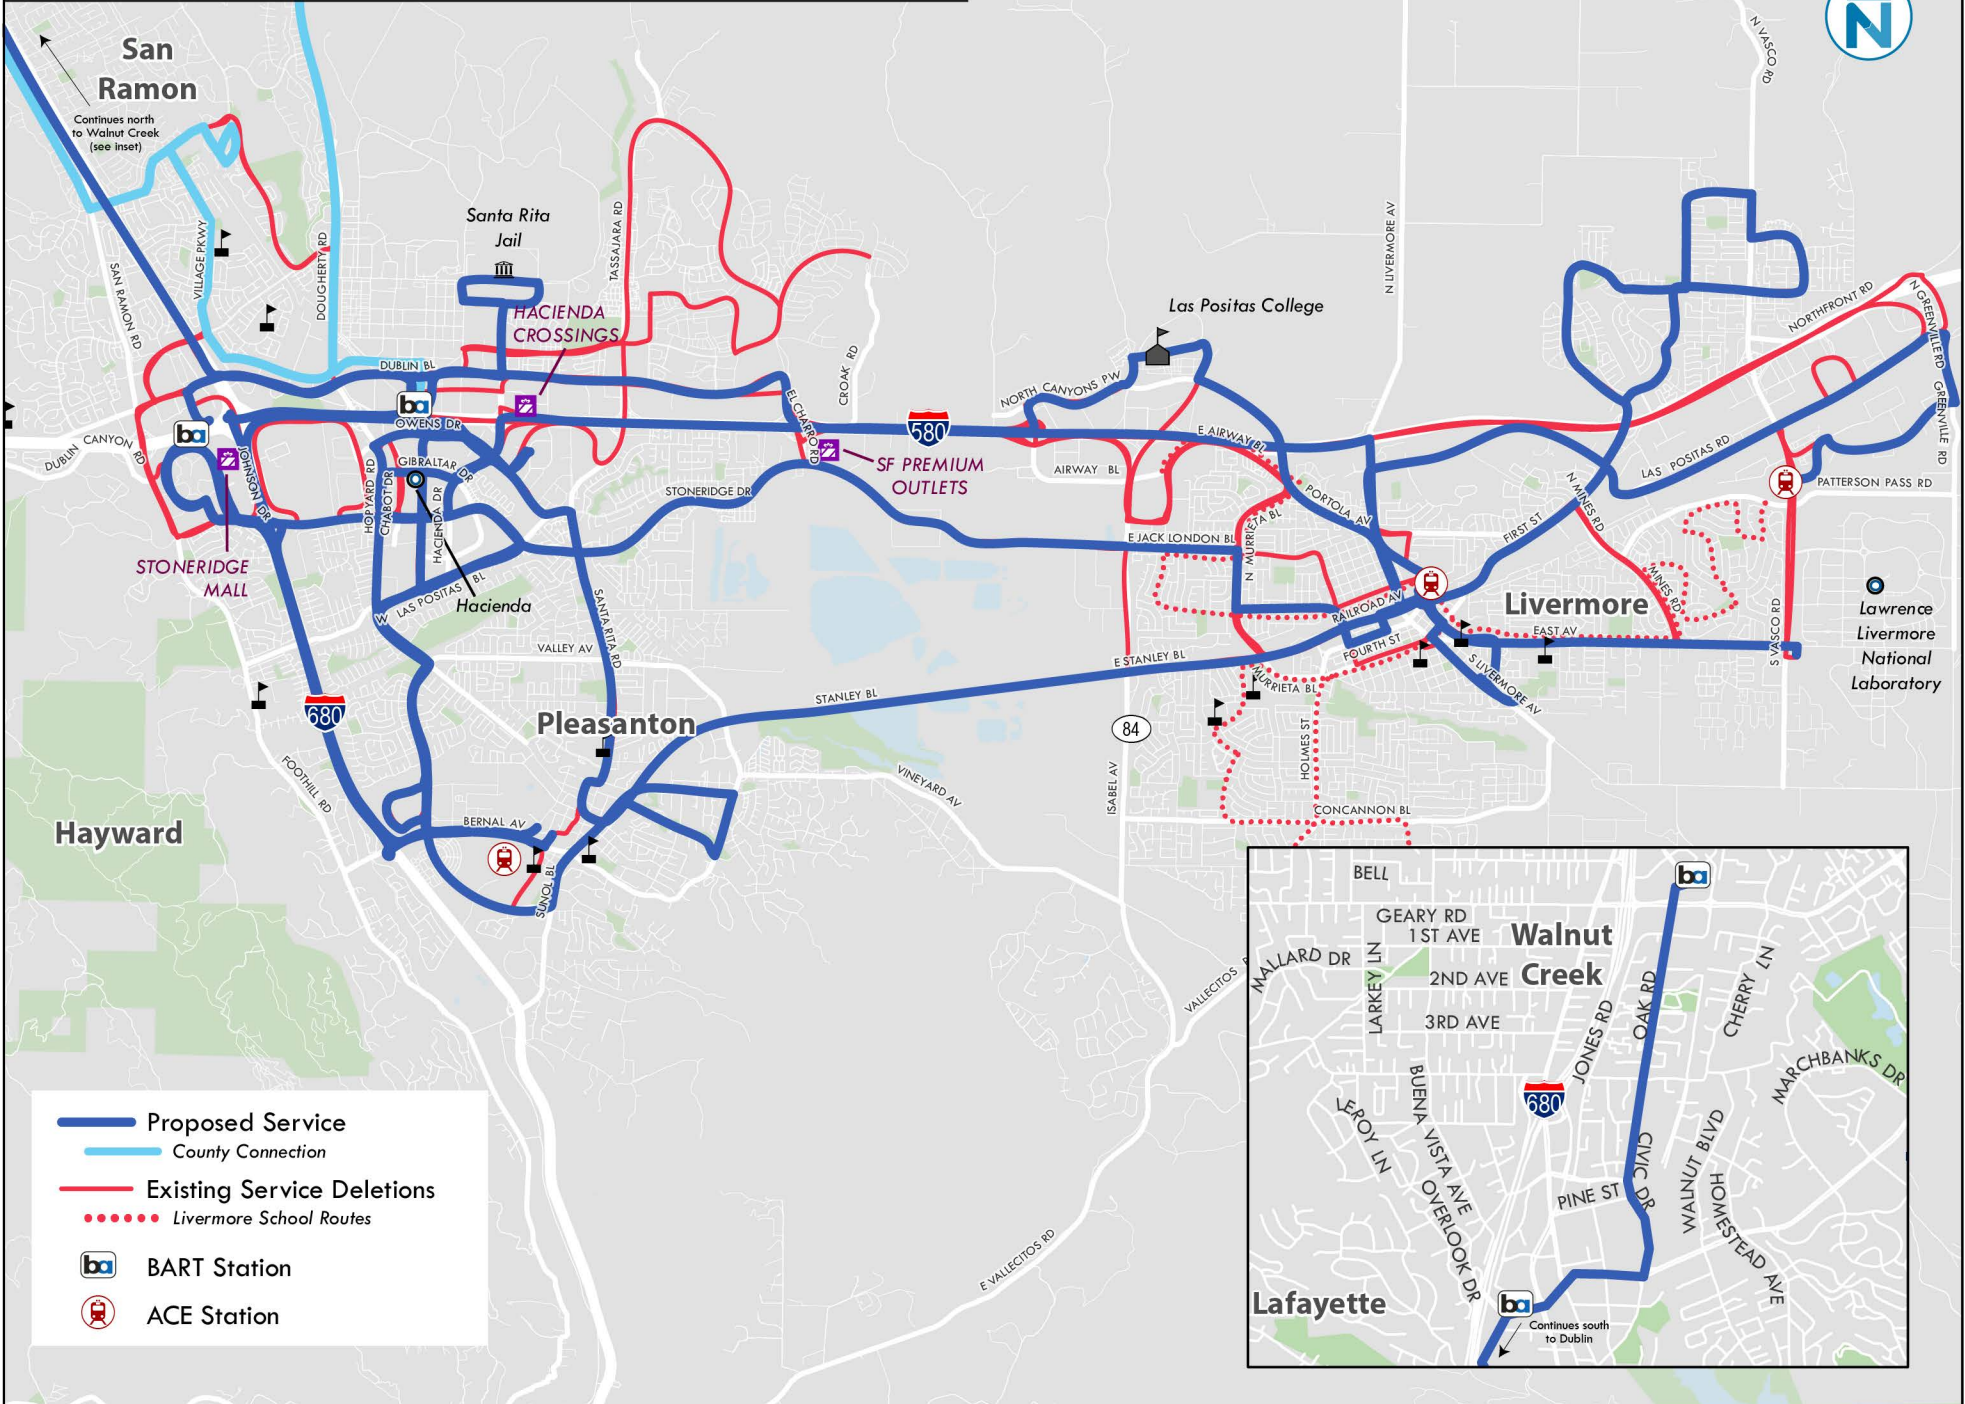 N
San
Ramon
Continues north
to Walnut Creek
(see inset)
N VASCO RD
SAN RAMON RD
VILLAGE PKWY
DOUGHERTY RD
Santa Rita
Jail
TASSAJARA RD
HACIENDA
CROSSINGS
DUBLIN BL
ba
OWENS DR
ba
DUBLIN CANYON RD
JOHNSON DR
HOPYARD RD
CHABOT DR
GIBRALTAR DR
HACIENDA DR
EL CHARRO RD
CROAK RD
580
SF PREMIUM
OUTLETS
STONERIDGE DR
STONERIDGE
MALL
W LAS POSITAS BL
Hacienda
SANTA RITA RD
VALLEY AV
Pleasanton
680
FOOTHILL RD
Hayward
BERNAL AV
SUNOL BL
STANLEY BL
VINEYARD AV
N LIVERMORE AV
Las Positas College
NORTH CANYONS PW
E AIRWAY BL
AIRWAY BL
PORTOLA AV
E JACK LONDON BL
N MURRIETA BL
RAILROAD AV
FOURTH ST
E STANLEY BL
MURRIETA BL
84
ISABEL AV
HOLMES ST
CONCANNON BL
FIRST ST
N MINES RD
MINES RD
LAS POSITAS RD
NORTHFRONT RD
N GREENVILLE RD
GREENVILLE RD
PATTERSON PASS RD
Livermore
EAST AV
S LIVERMORE AV
S VASCO RD
Lawrence
Livermore
National
Laboratory
VALLECITOS R
E VALLECITOS RD
Proposed Service
County Connection
Existing Service Deletions
Livermore School Routes
ba
BART Station
ACE Station
BELL
ba
GEARY RD
1ST AVE
Walnut
Creek
MALLARD DR
LARKEY LN
2ND AVE
3RD AVE
JONES RD
OAK RD
CHERRY LN
MARCHBANKS DR
680
LEROY LN
BUENA VISTA AVE
OVERLOOK DR
PINE ST
CIVIC DR
WALNUT BLVD
HOMESTEAD AVE
Lafayette
ba
Continues south
to Dublin